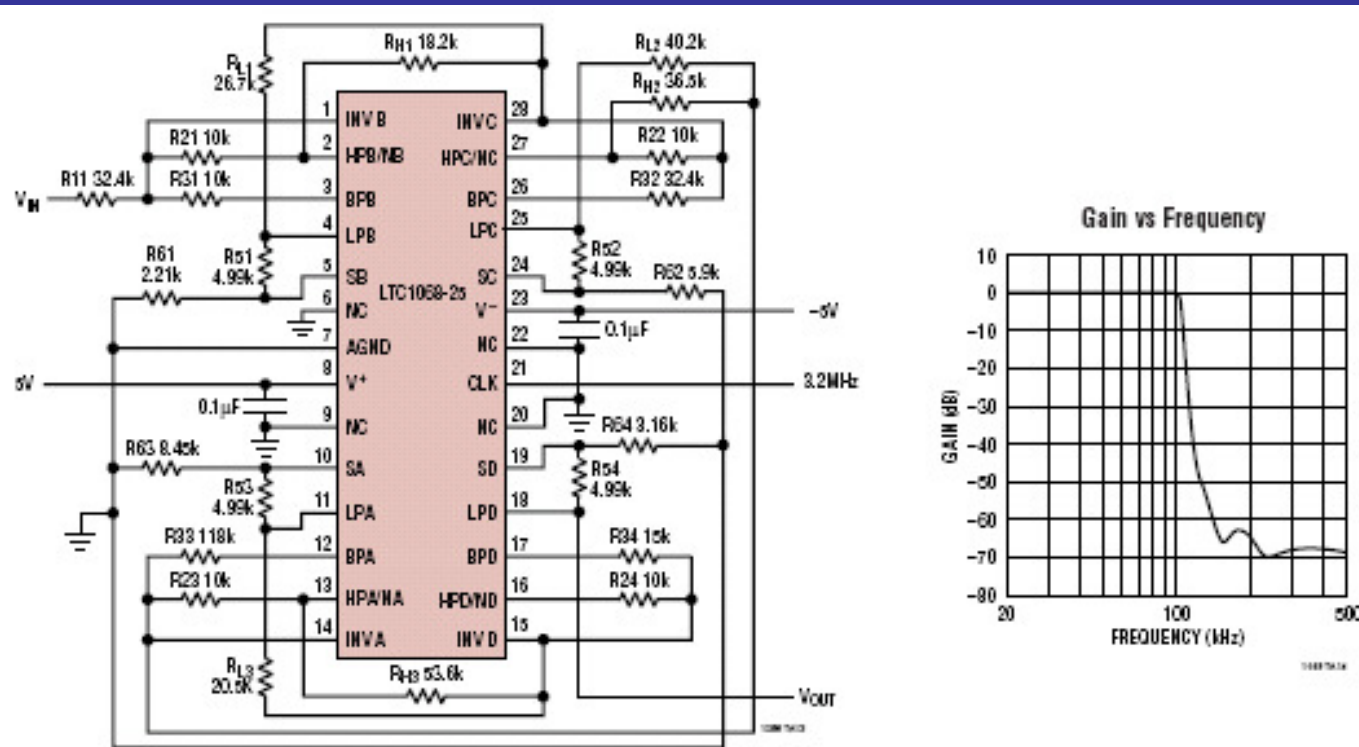 RH1 18.2k
RL2 40.2k
RL1
26.7k
RH2 36.5k
1
INV B
INV C
28
R21 10k
2
HPB/NB
HPC/NC
27
R22 10k
R11 32.4k
R31 10k
3
BPB
BPC
26
R32 32.4k
VIN
4
LPB
LPC
25
R61
2.21k
R51
4.99k
5
SB
SC
24
R52
4.99k
R62 5.9k
LTC1068-25
6
NC
V−
23
−5V
0.1µF
7
AGND
NC
22
5V
8
V+
CLK
21
3.2MHz
0.1µF
9
NC
NC
20
R64 3.16k
R63 8.45k
10
SA
SD
19
R53
4.99k
R54
4.99k
11
LPA
LPD
18
R33 118k
12
BPA
BPD
17
R34 15k
R23 10k
13
HPA/NA
HPD/ND
16
R24 10k
14
INV A
INV D
15
RL3
20.5K
RH3 53.6k
VOUT
Gain vs Frequency
10
0
−10
−20
−30
−40
−50
−60
−70
−80
GAIN (dB)
20
100
500
FREQUENCY (kHz)